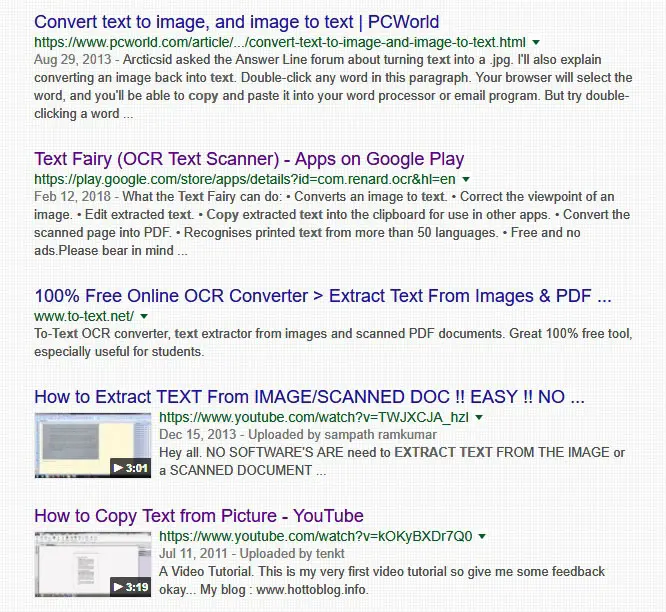 Convert text to image, and image to text | PCWorld
https://www.pcworld.com/article/.../convert-text-to-image-and-image-to-text.html
Aug 29, 2013 - Arcticsid asked the Answer Line forum about turning text into a .jpg. I'll also explain
converting an image back into text. Double-click any word in this paragraph. Your browser will select the
word, and you'll be able to copy and paste it into your word processor or email program. But try double-
clicking a word ...
Text Fairy (OCR Text Scanner) - Apps on Google Play
https://play.google.com/store/apps/details?id=com.renard.ocr&hl=en
Feb 12, 2018 - What the Text Fairy can do: • Converts an image to text. • Correct the viewpoint of an
image. • Edit extracted text. • Copy extracted text into the clipboard for use in other apps. • Convert the
scanned page into PDF. • Recognises printed text from more than 50 languages. • Free and no
ads.Please bear in mind ...
100% Free Online OCR Converter > Extract Text From Images & PDF ...
www.to-text.net/
To-Text OCR converter, text extractor from images and scanned PDF documents. Great 100% free tool,
especially useful for students.
How to Extract TEXT From IMAGE/SCANNED DOC !! EASY !! NO ...
https://www.youtube.com/watch?v=TWJXCJA_hzI
Dec 15, 2013 - Uploaded by sampath ramkumar
Hey all. NO SOFTWARE'S ARE need to EXTRACT TEXT FROM THE IMAGE or
3:01
a SCANNED DOCUMENT ...
How to Copy Text from Picture - YouTube
https://www.youtube.com/watch?v=kOKyBXDr7Q0
Jul 11, 2011 - Uploaded by tenkt
A Video Tutorial. This is my very first video tutorial so give me some feedback
3:19
okay... My blog : www.hottoblog.info.